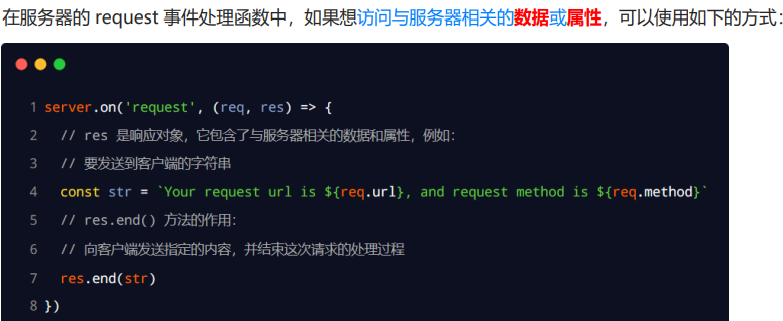 在服务器的 request 事件处理函数中，如果想访问与服务器相关的数据或属性，可以使用如下的方式：
1 server.on('request', (req, res) => {
2   // res 是响应对象，它包含了与服务器相关的数据和属性，例如：
3   // 要发送到客户端的字符串
4   const str = `Your request url is ${req.url}, and request method is ${req.method}`
5   // res.end() 方法的作用：
6   // 向客户端发送指定的内容，并结束这次请求的处理过程
7   res.end(str)
8 })